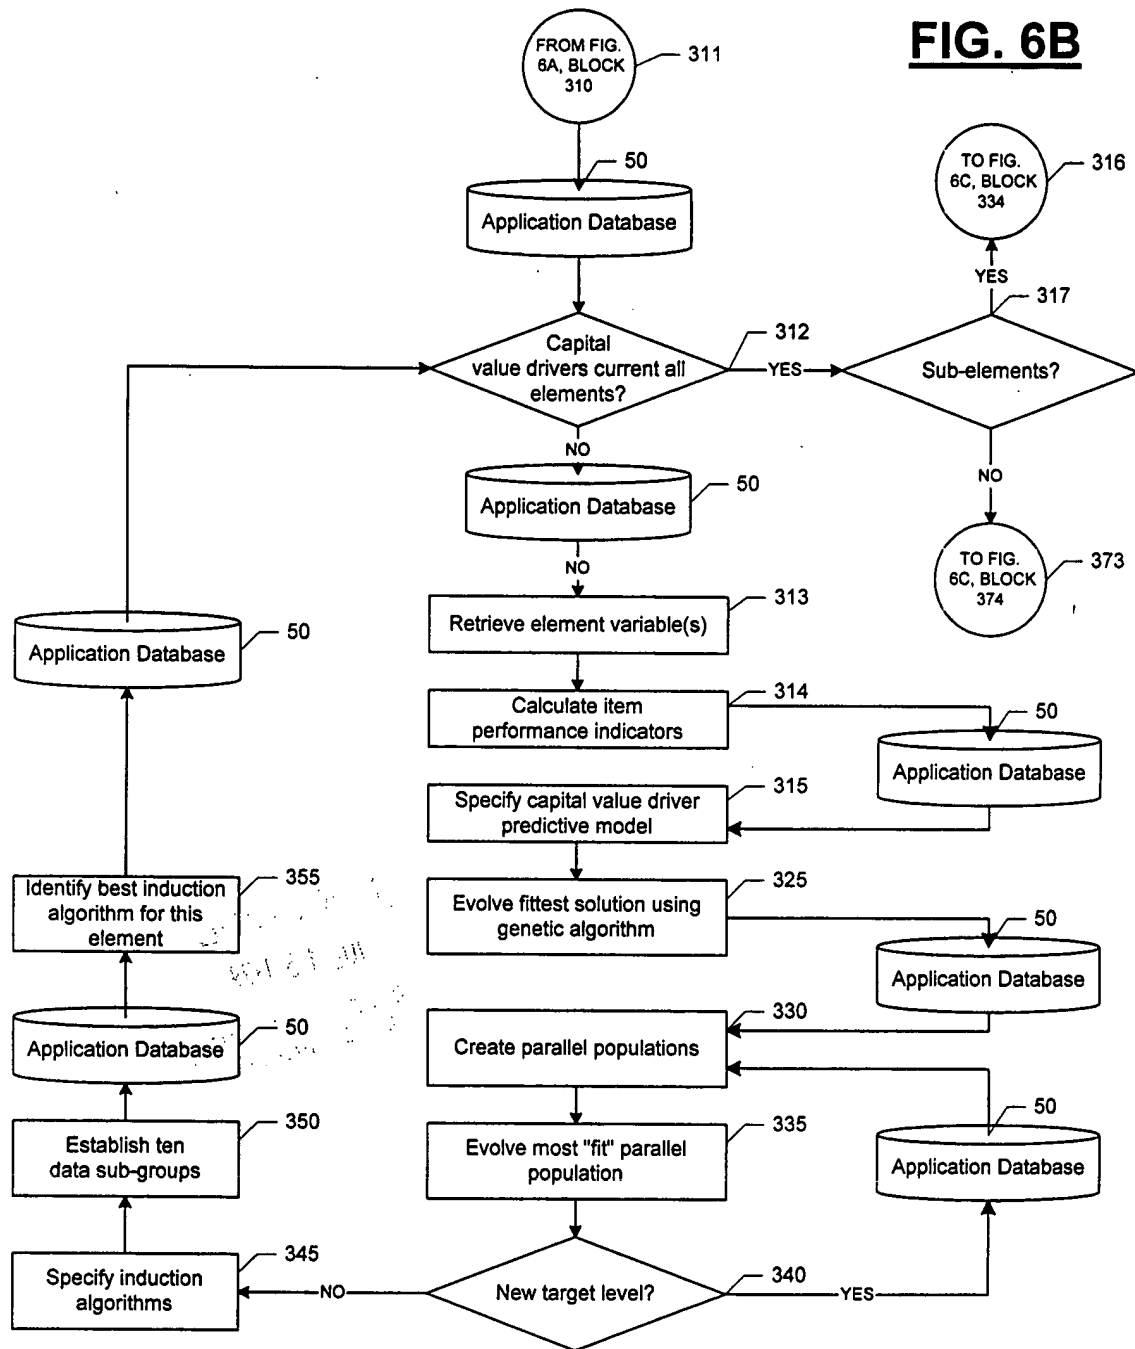 FIG. 6B
FROM FIG.
6A, BLOCK
310
311
50
Application Database
TO FIG.
6C, BLOCK
334
316
YES
317
Capital
value drivers current all
elements?
312
YES
Sub-elements?
NO
50
Application Database
NO
NO
TO FIG.
6C, BLOCK
374
373
313
Retrieve element variable(s)
50
Application Database
314
Calculate item
performance indicators
50
Application Database
315
Specify capital value driver
predictive model
355
Identify best induction
algorithm for this
element
325
Evolve fittest solution using
genetic algorithm
50
Application Database
50
Application Database
330
Create parallel populations
350
Establish ten
data sub-groups
335
Evolve most "fit" parallel
population
50
Application Database
345
Specify induction
algorithms
NO
New target level?
340
YES